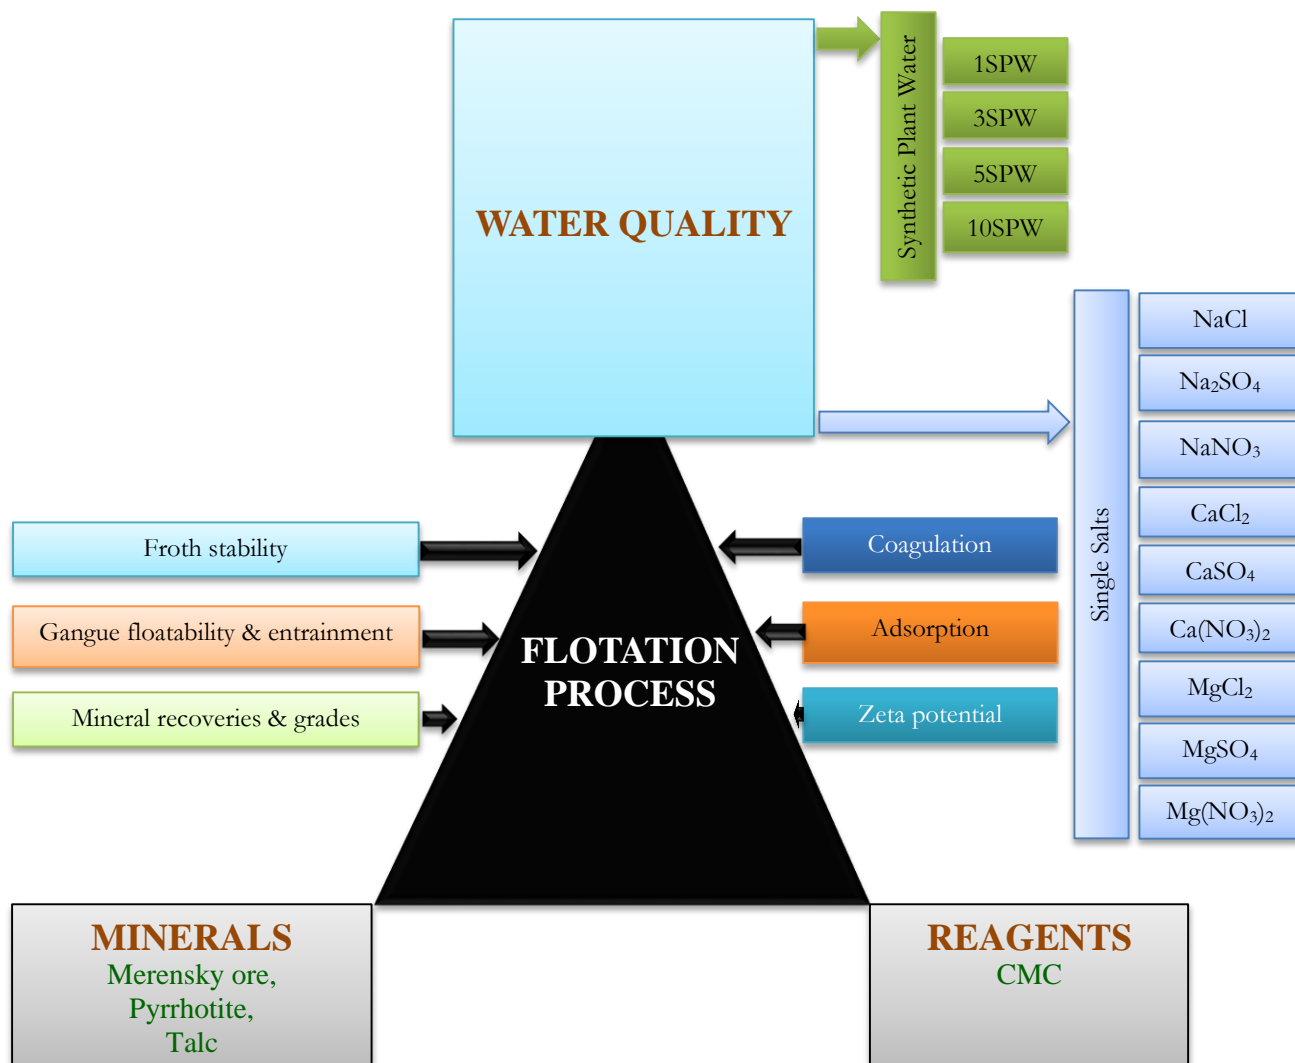 WATER QUALITY
Synthetic Plant Water
1SPW
3SPW
5SPW
10SPW
Single Salts
NaCl
Na₂SO₄
NaNO₃
CaCl₂
CaSO₄
Ca(NO₃)₂
MgCl₂
MgSO₄
Mg(NO₃)₂
Froth stability
Gangue floatability & entrainment
Mineral recoveries & grades
FLOTATION
PROCESS
Coagulation
Adsorption
Zeta potential
MINERALS
Merensky ore,
Pyrrhotite,
Talc
REAGENTS
CMC